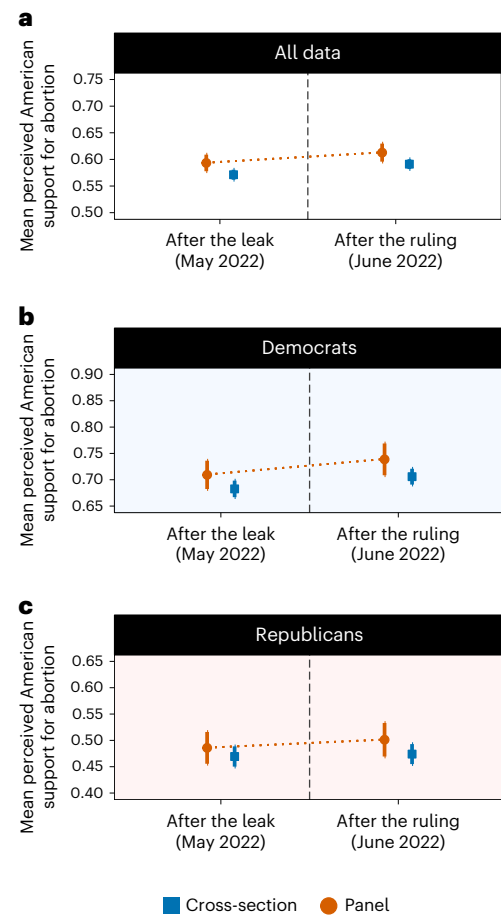 a
All data
Mean perceived American
support for abortion
0.75
0.70
0.65
0.60
0.55
0.50
After the leak
(May 2022)
After the ruling
(June 2022)
b
Democrats
Mean perceived American
support for abortion
0.90
0.85
0.80
0.75
0.70
0.65
After the leak
(May 2022)
After the ruling
(June 2022)
c
Republicans
Mean perceived American
support for abortion
0.65
0.60
0.55
0.50
0.45
0.40
After the leak
(May 2022)
After the ruling
(June 2022)
Cross-section
Panel